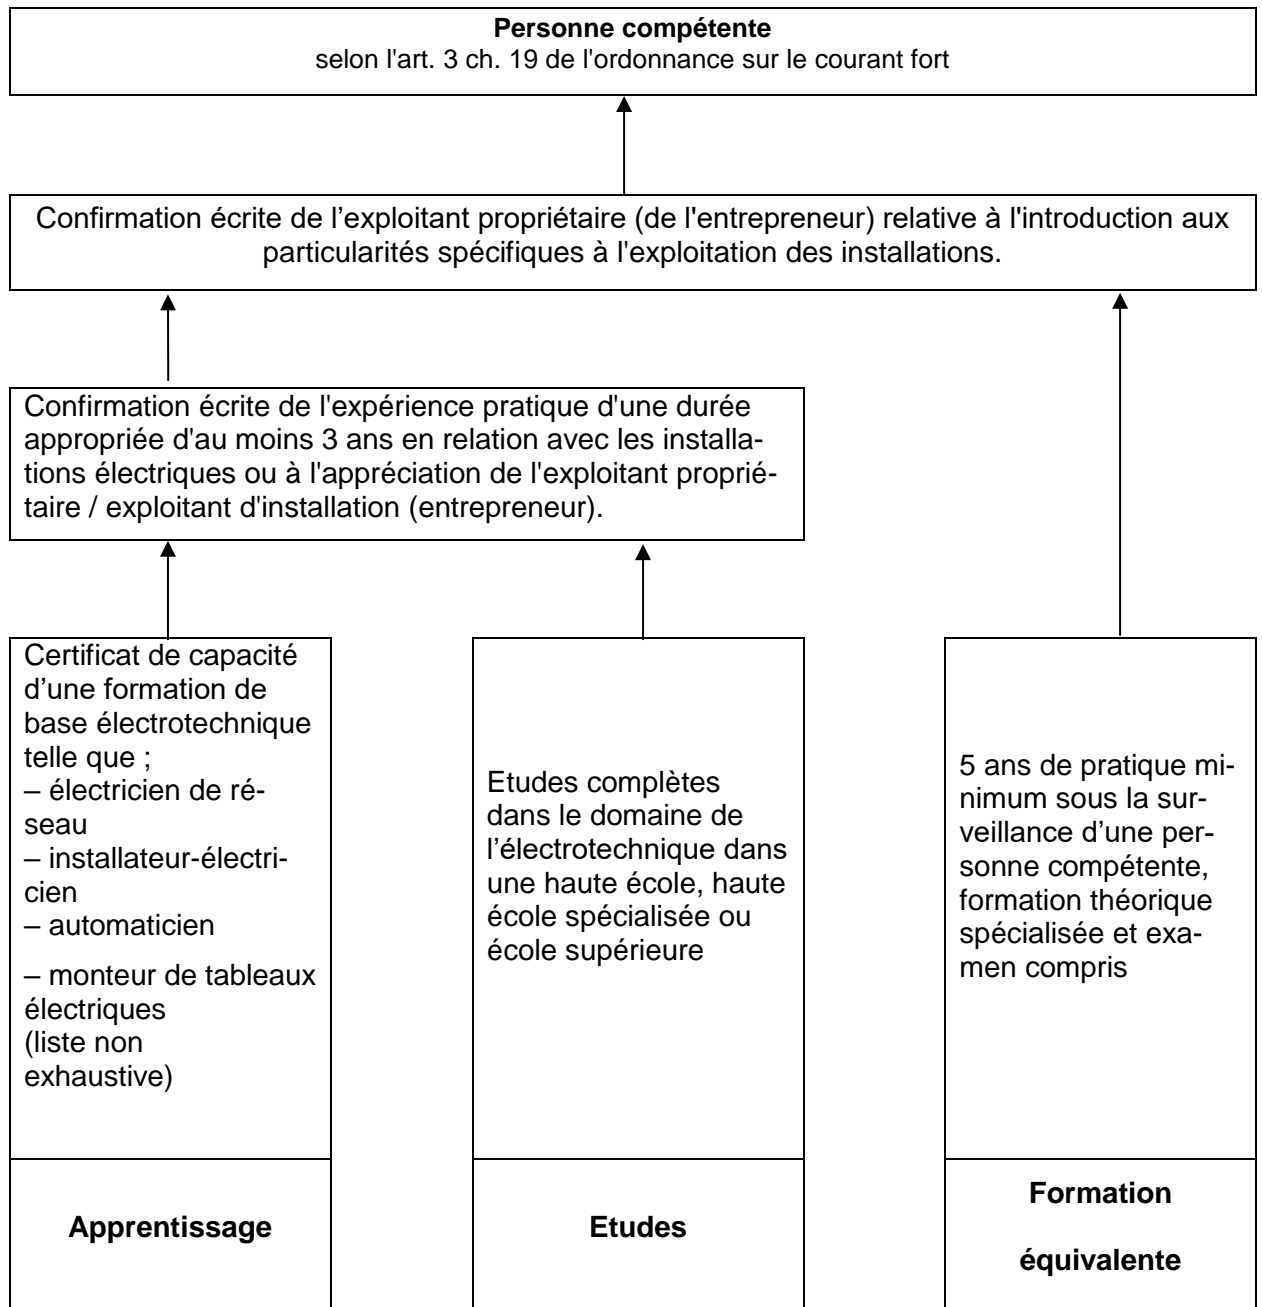 Personne compétente
selon l'art. 3 ch. 19 de l'ordonnance sur le courant fort
Confirmation écrite de l’exploitant propriétaire (de l'entrepreneur) relative à l'introduction aux
particularités spécifiques à l'exploitation des installations.
Confirmation écrite de l'expérience pratique d'une durée
appropriée d'au moins 3 ans en relation avec les installa-
tions électriques ou à l'appréciation de l'exploitant proprié-
taire / exploitant d'installation (entrepreneur).
Certificat de capacité
d’une formation de
base électrotechnique
telle que ;
– électricien de ré-
seau
– installateur-électri-
cien
– automaticien
– monteur de tableaux
électriques
(liste non
exhaustive)
Apprentissage
Etudes complètes
dans le domaine de
l’électrotechnique dans
une haute école, haute
école spécialisée ou
école supérieure
Etudes
5 ans de pratique mi-
nimum sous la sur-
veillance d’une per-
sonne compétente,
formation théorique
spécialisée et exa-
men compris
Formation
équivalente